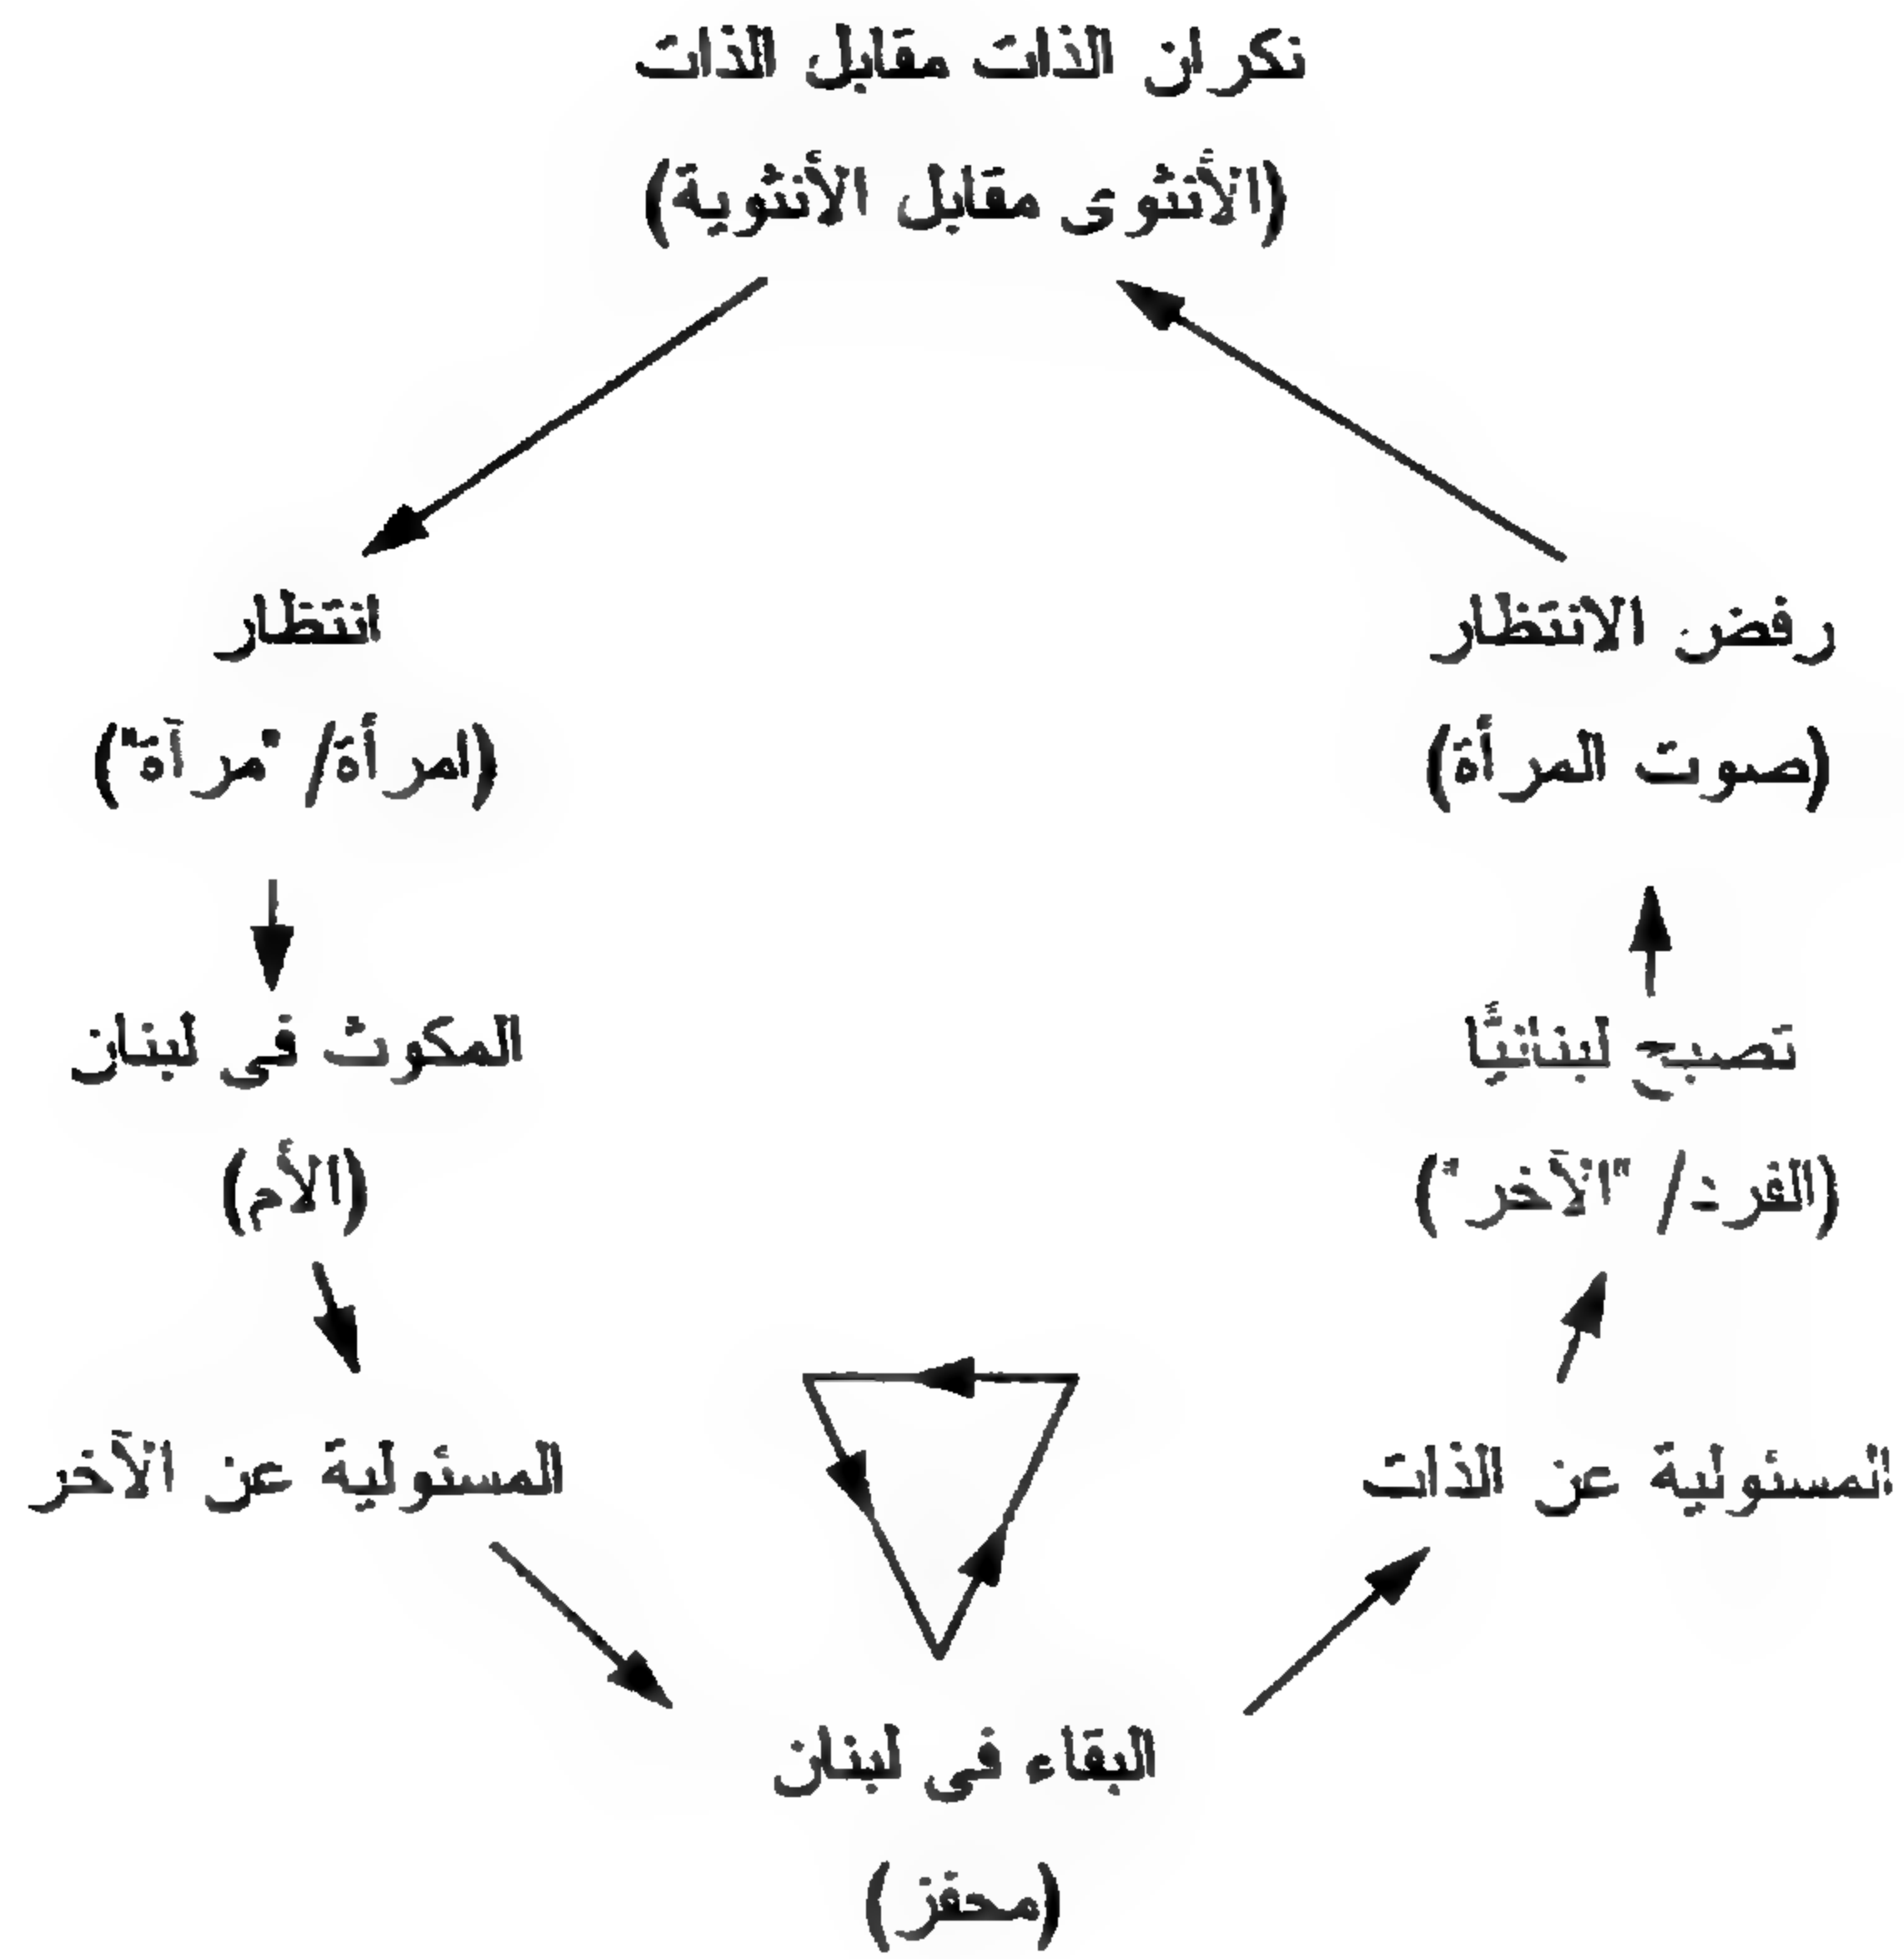 نكران الذات مقابل الذات
(الأنثوى مقابل الأنثوية)
رفض الانتظار
(صوت المرأة)
انتظار
(امرأة/ "مرآة")
تصبح لبنانيًا
(الفرد/ "الآخر")
المكوث فى لبنان
(الأم)
المسئولية عن الذات
المسئولية عن الآخر
البقاء فى لبنان
(محفز)